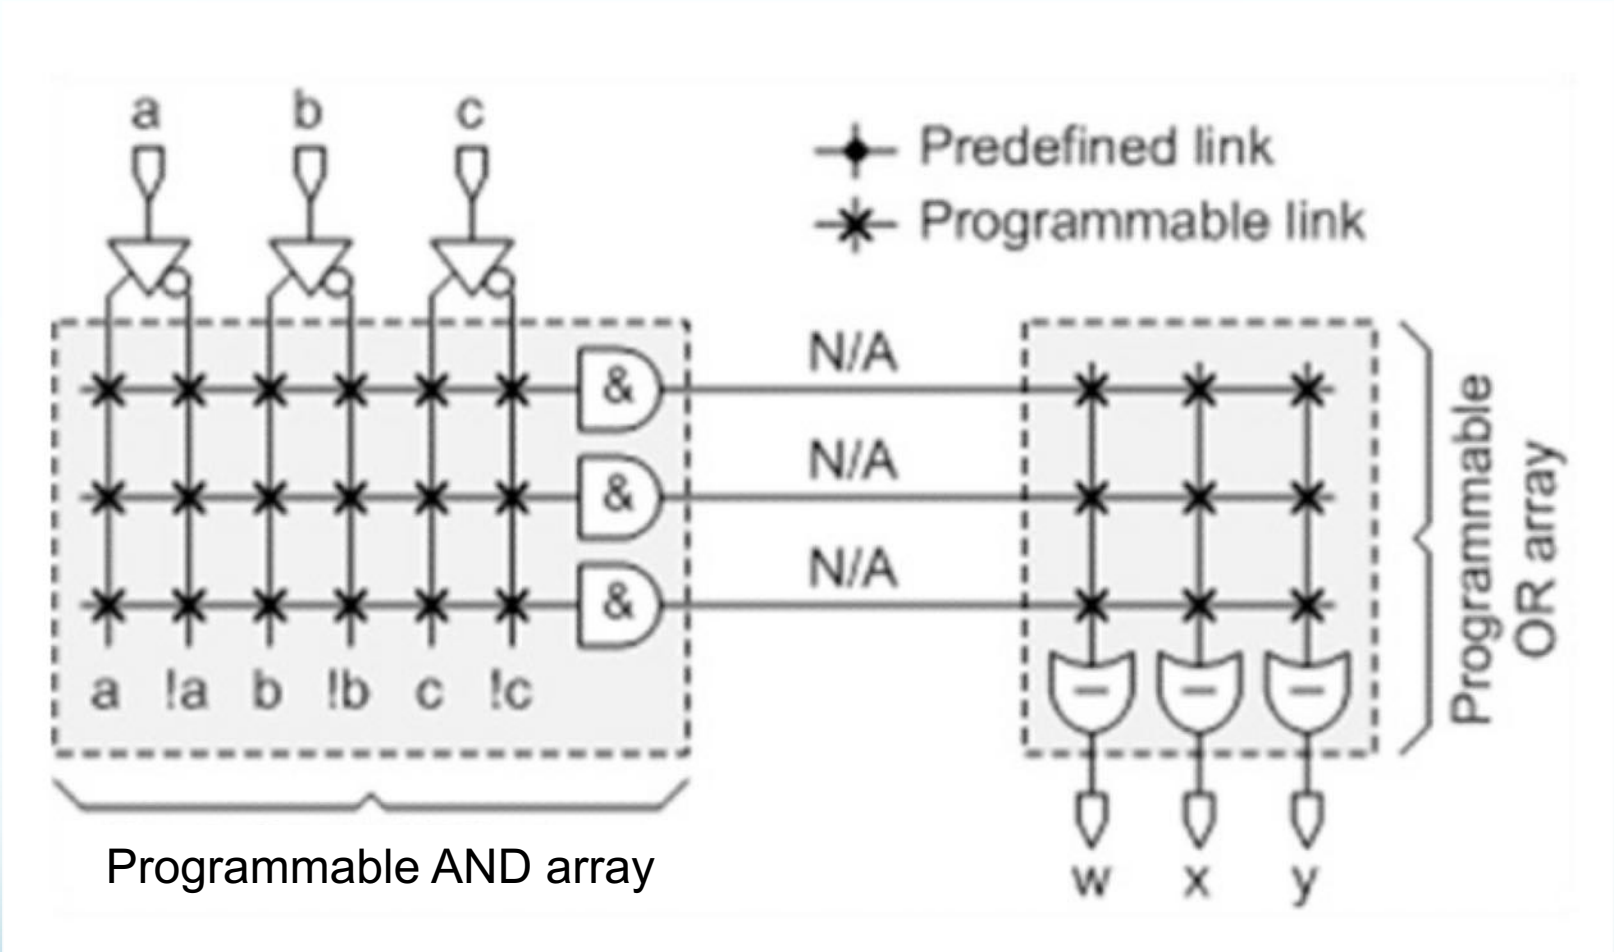 a b c
Predefined link
Programmable link
N/A
&
N/A
&
N/A
&
a !a b !b c !c
Programmable AND array
w x y
Programmable
OR array